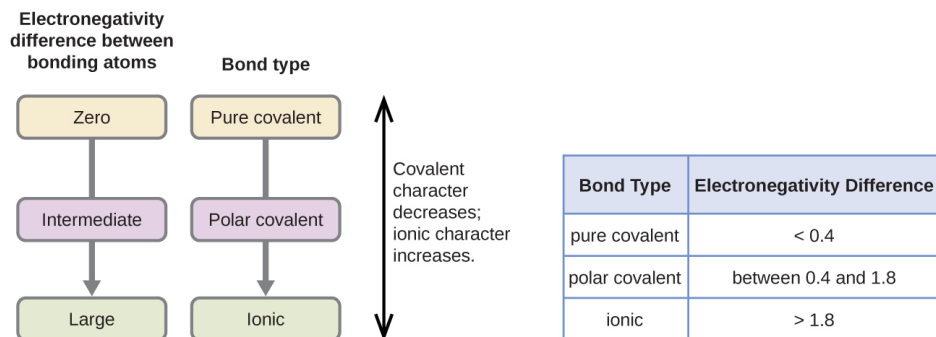 Electronegativity
difference between
bonding atoms
Bond type
Zero
Pure covalent
Intermediate
Polar covalent
Large
Ionic
Covalent
character
decreases;
ionic character
increases.
Bond Type Electronegativity Difference
pure covalent < 0.4
polar covalent between 0.4 and 1.8
ionic > 1.8